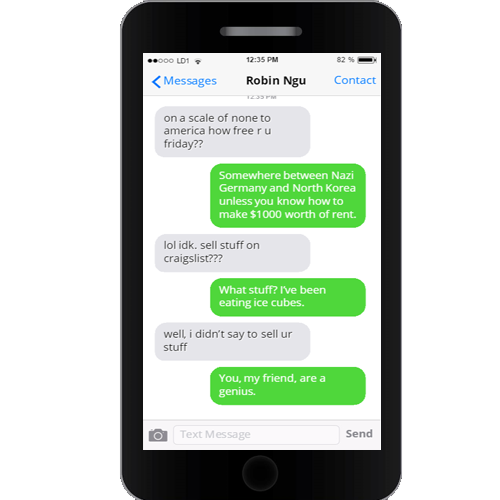 LD1 12:35 PM 82 %
Messages Robin Ngu Contact
12:35 PM
on a scale of none to
america how free r u
friday??
Somewhere between Nazi
Germany and North Korea
unless you know how to
make $1000 worth of rent.
lol idk. sell stuff on
craigslist???
What stuff? I've been
eating ice cubes.
well, i didn't say to sell ur
stuff
You, my friend, are a
genius.
Text Message Send